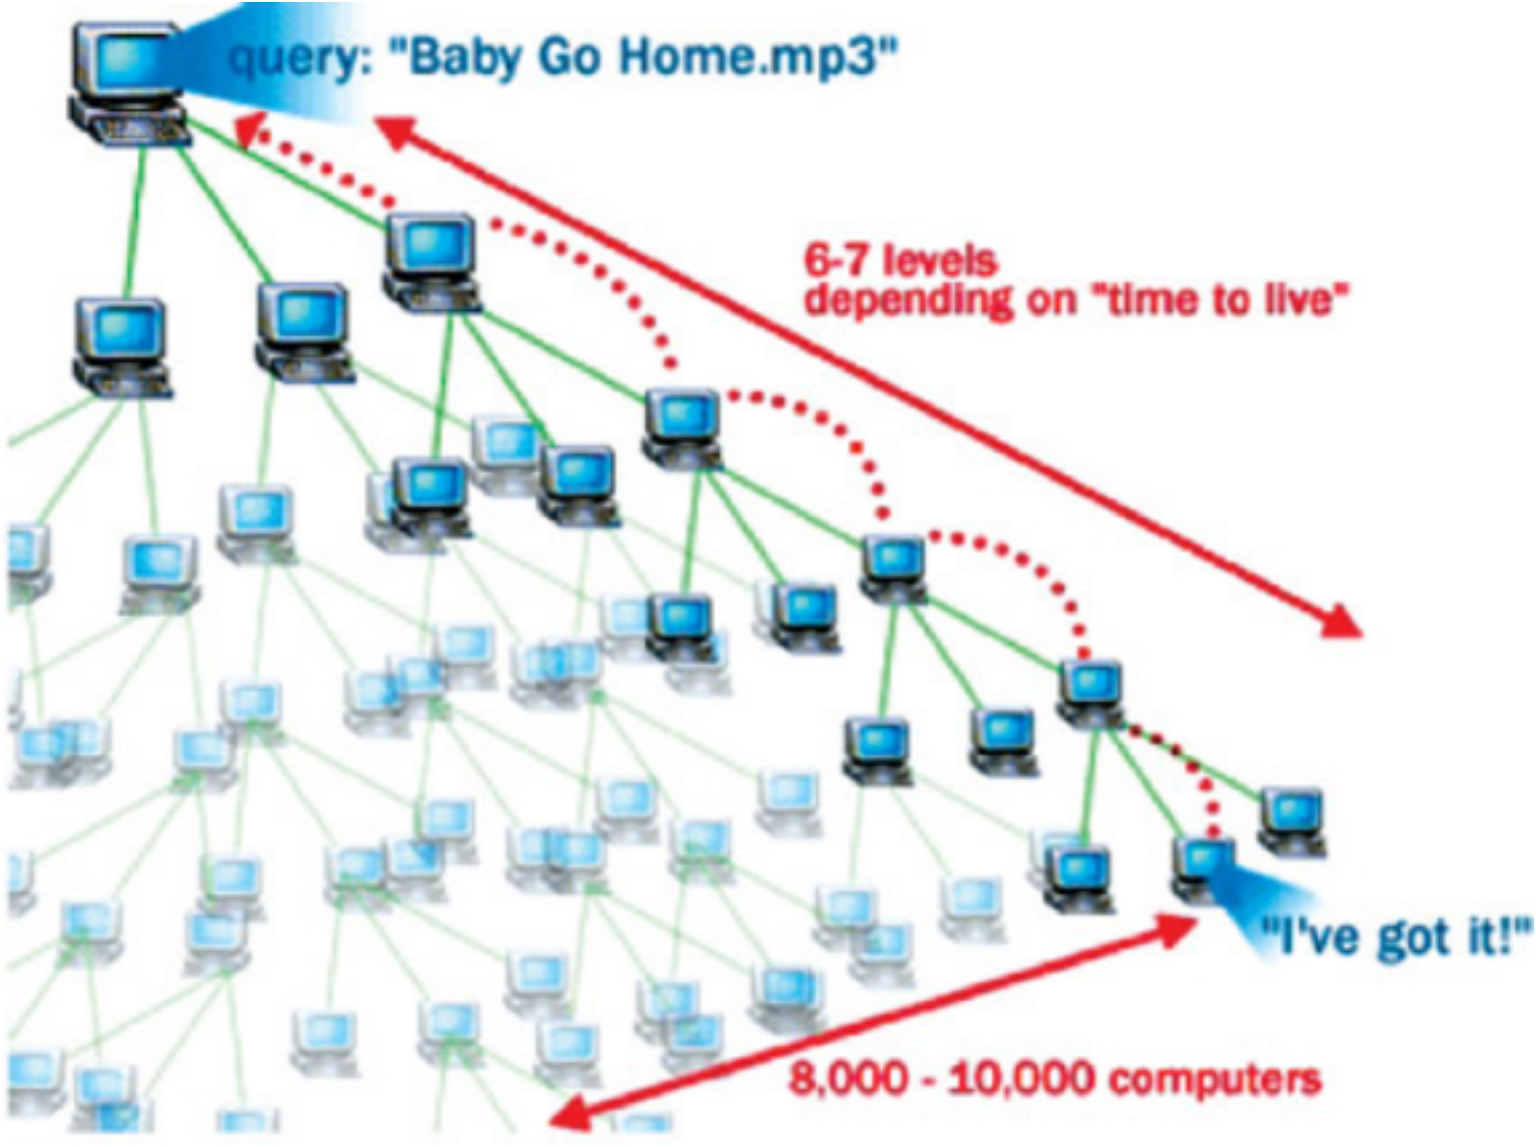 query: "Baby Go Home.mp3"
6-7 levels
depending on "time to live"
"I've got it!"
8,000 - 10,000 computers